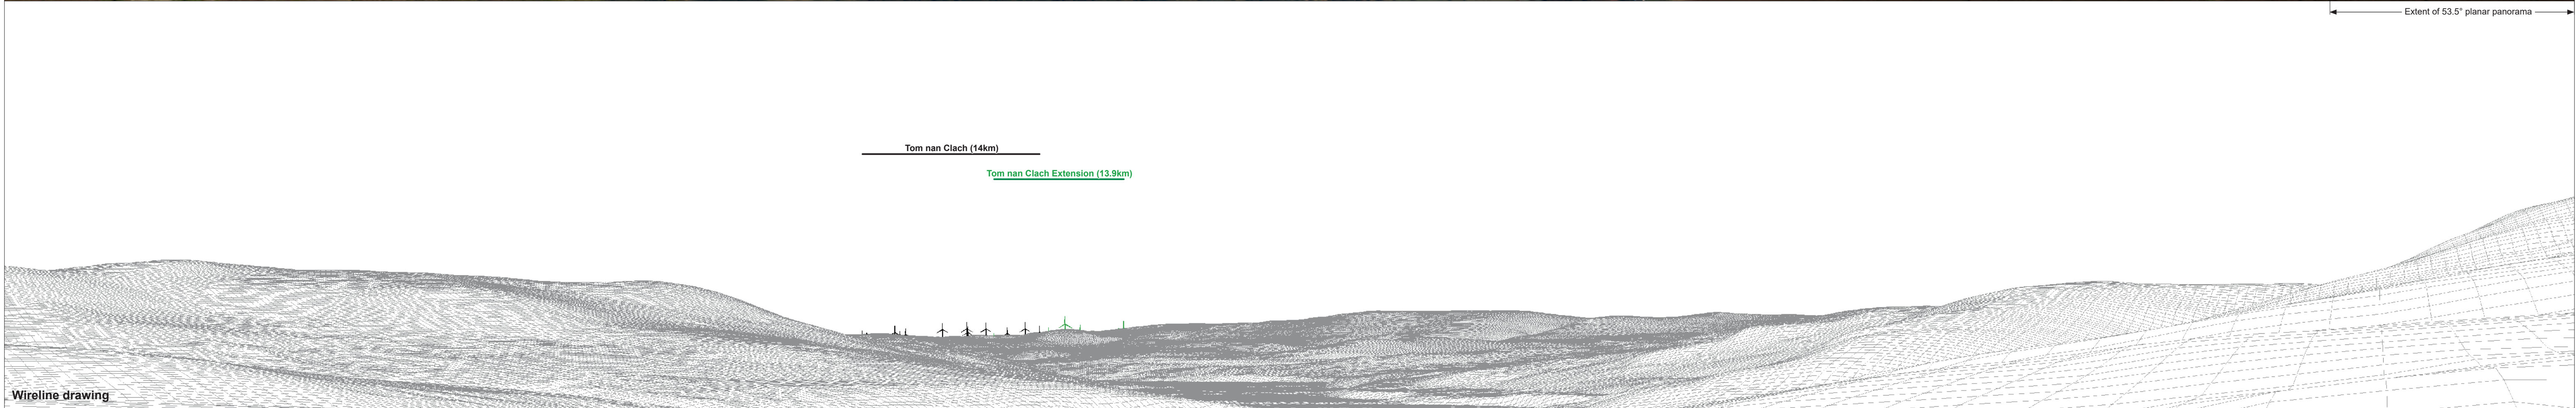 Extent of 53.5° planar panorama
Tom nan Clach (14km)
Tom nan Clach Extension (13.9km)
Wireline drawing